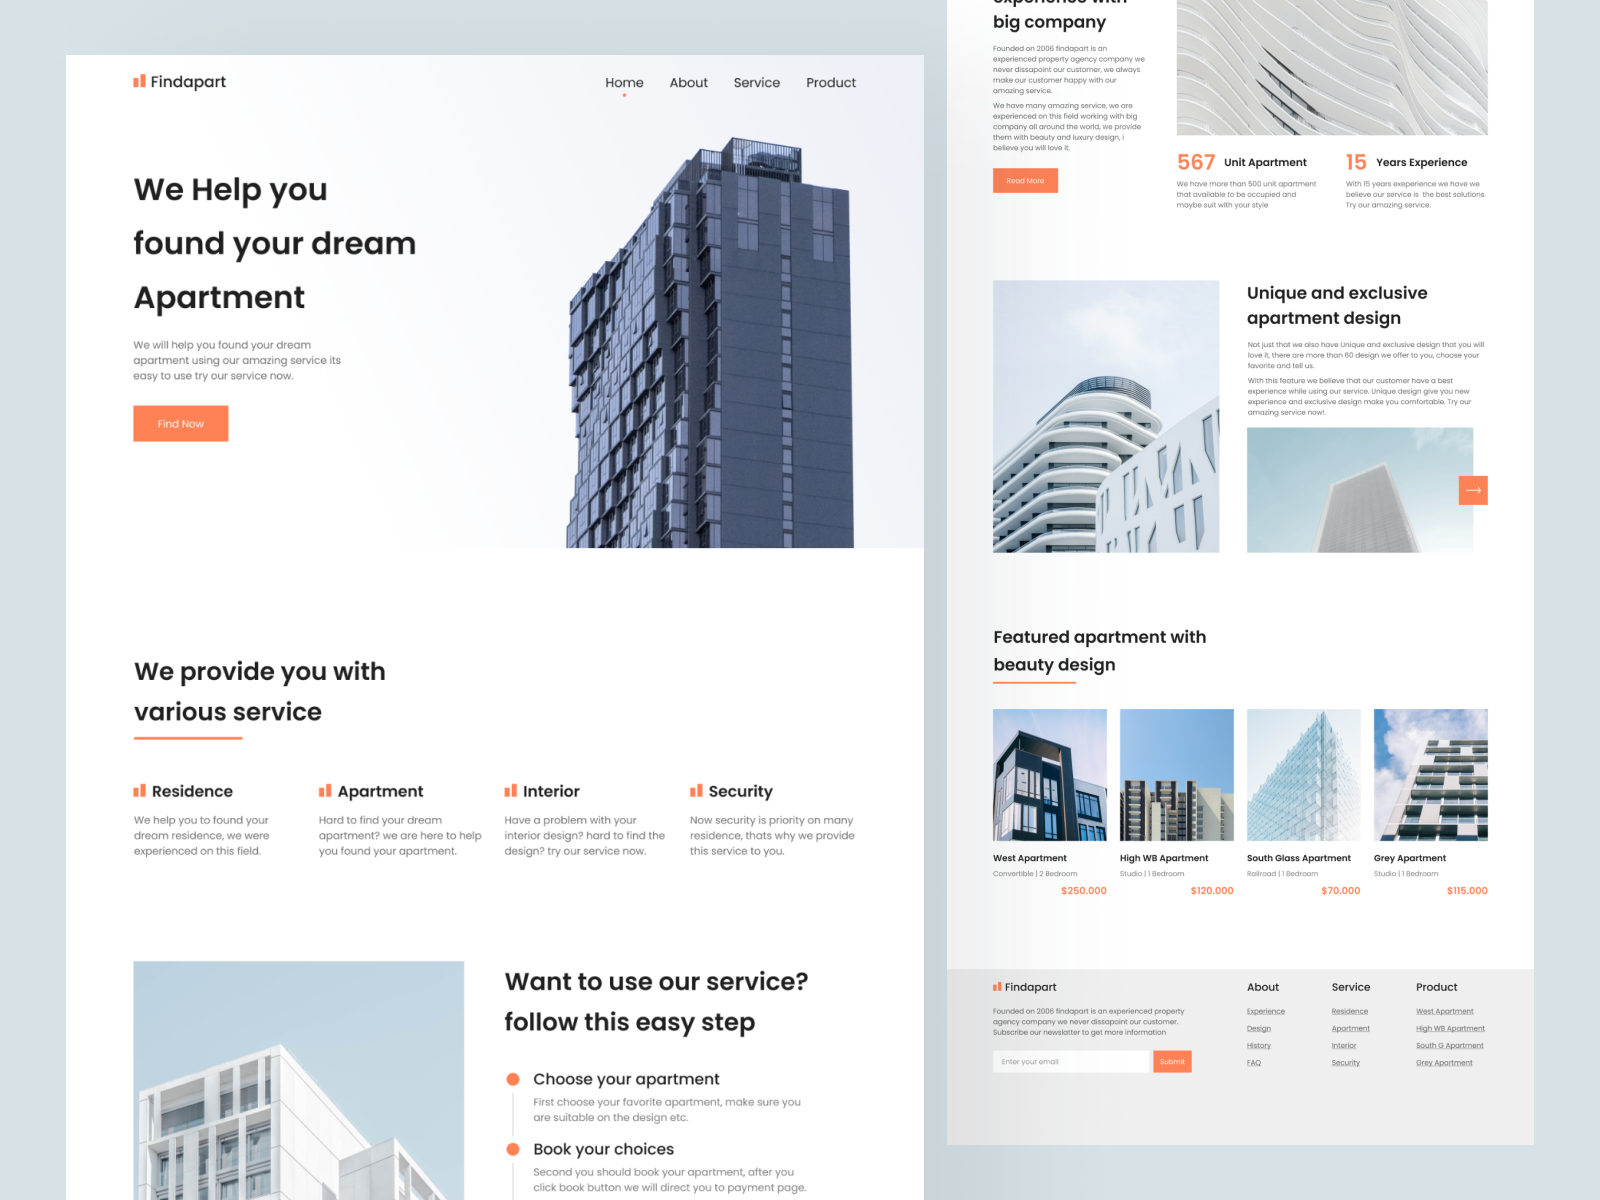 Findapart
Home About Service Product
We Help you
found your dream
Apartment
We will help you found your dream
apartment using our amazing service its
easy to use try our service now.
Find Now
We provide you with
various service
Residence
We help you to found your
dream residence, we were
experienced on this field.
Apartment
Hard to find your dream
apartment? we are here to help
you found your apartment.
Interior
Have a problem with your
interior design? hard to find the
design? try our service now.
Security
Now security is priority on many
residence, thats why we provide
this service to you.
Want to use our service?
follow this easy step
Choose your apartment
First choose your favorite apartment, make sure you
are suitable on the design etc.
Book your choices
Second you should book your apartment, after you
click book button we will direct you to payment page.
experience with
big company
Founded on 2006 findapart is an
experienced property agency company we
never dissapoint our customer, we always
make our customer happy with our
amazing service.
We have many amazing service, we are
experienced on this field working with big
company all around the world, we provide
them with beauty and luxury design, i
believe you will love it.
Read More
567 Unit Apartment
We have more than 500 unit apartment
that available to be occupied and
maybe suit with your style
15 Years Experience
With 15 years exeperience we have we
believe our service is the best solutions.
Try our amazing service.
Unique and exclusive
apartment design
Not just that we also have Unique and exclusive design that you will
love it, there are more than 60 design we offer to you, choose your
favorite and tell us.
With this feature we believe that our customer have a best
experience while using our service. Unique design give you new
experience and exclusive design make you comfortable. Try our
amazing service now!.
Featured apartment with
beauty design
West Apartment
Convertible | 2 Bedroom
$250.000
High WB Apartment
Studio | 1 Bedroom
$120.000
South Glass Apartment
Railroad | 1 Bedroom
$70.000
Grey Apartment
Studio | 1 Bedroom
$115.000
Findapart
Founded on 2006 findapart is an experienced property
agency company we never dissapoint our customer.
Subscribe our newslatter to get more information
Enter your email
Submit
About
Experience
Design
History
FAQ
Service
Residence
Apartment
Interior
Security
Product
West Apartment
High WB Apartment
South G Apartment
Grey Apartment